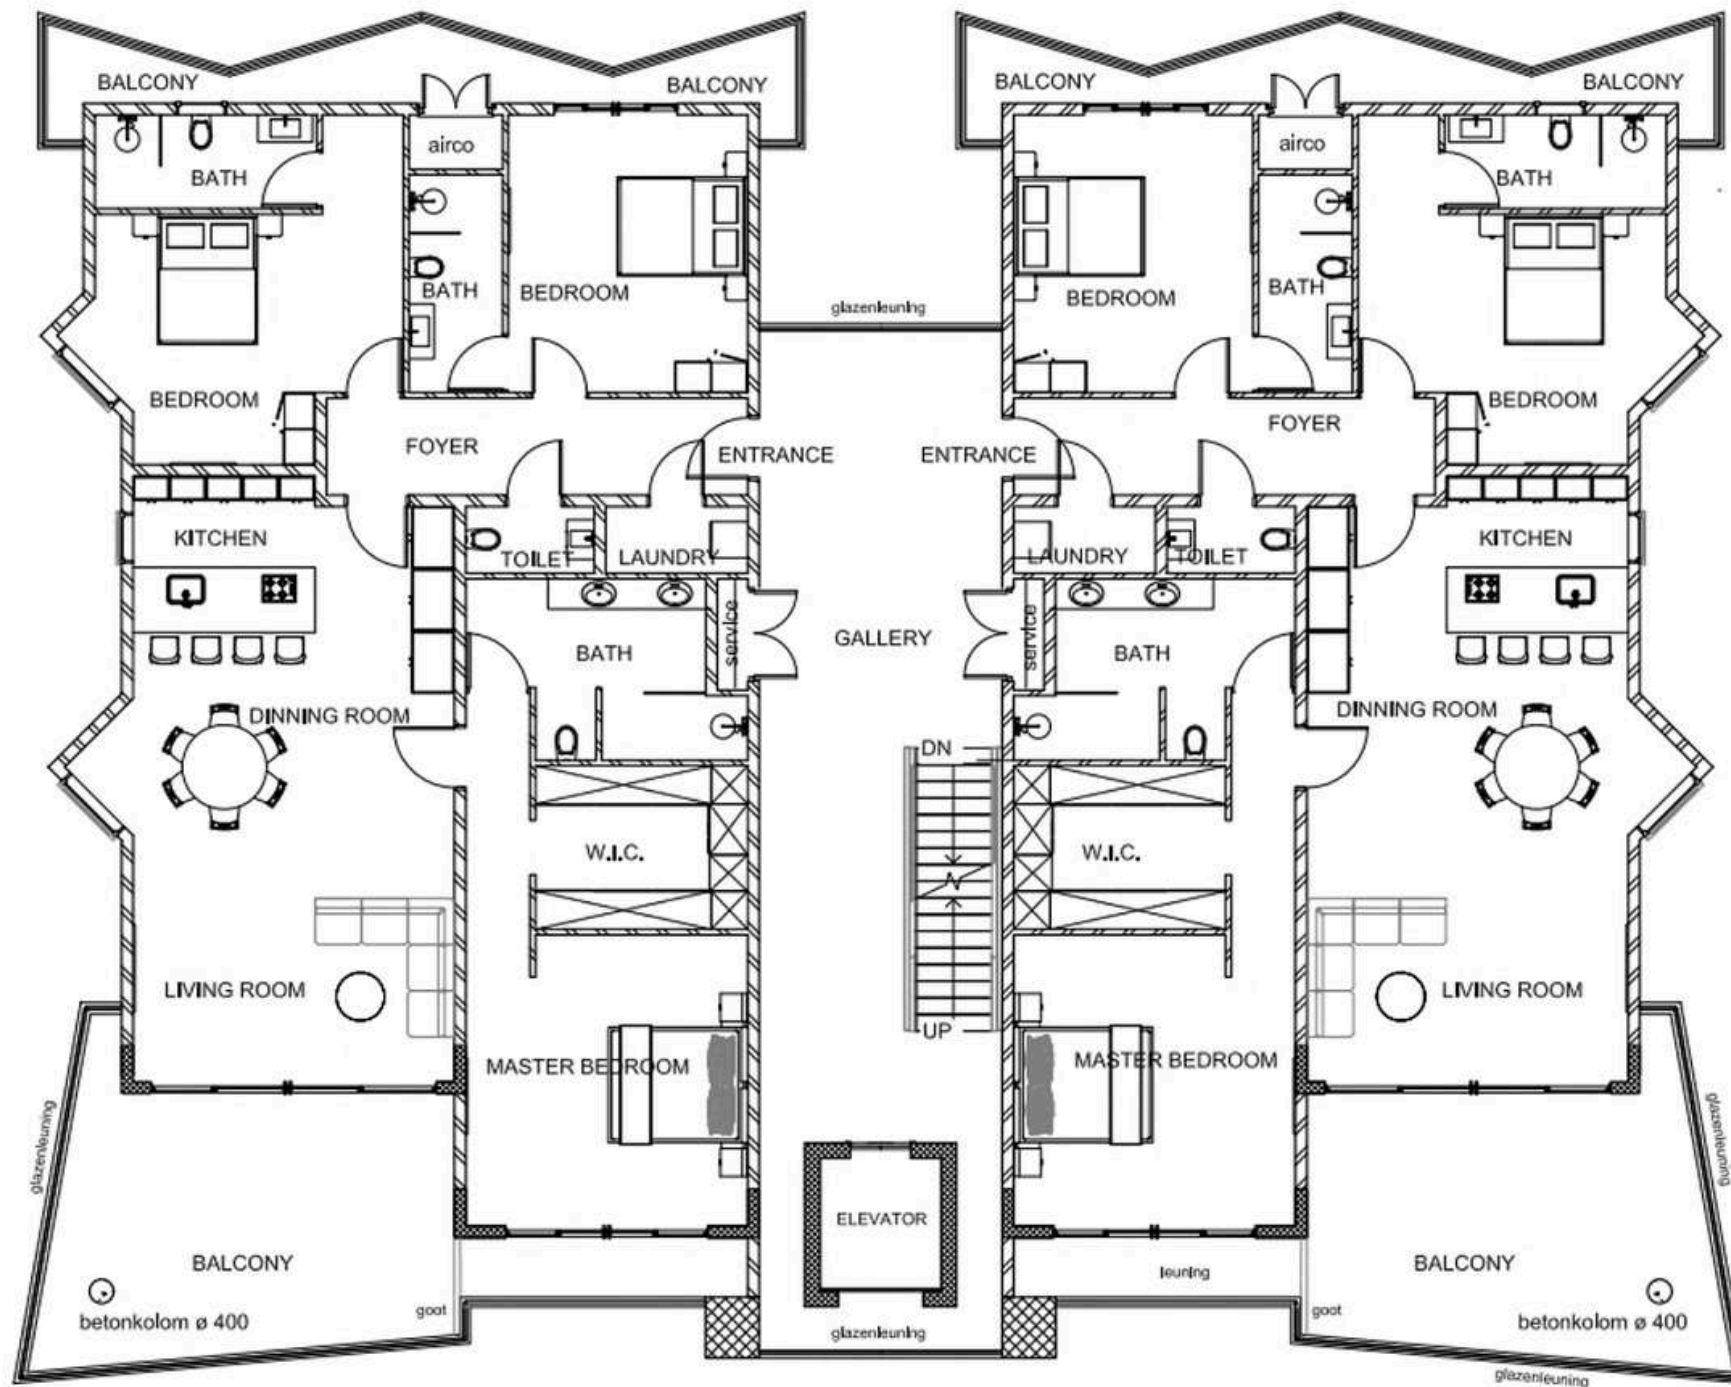 BALCONY
BALCONY
BALCONY
BALCONY
airco
airco
BATH
BATH
BATH
BEDROOM
BEDROOM
BATH
glazenleuning
BEDROOM
BEDROOM
FOYER
ENTRANCE
ENTRANCE
FOYER
KITCHEN
TOILET
LAUNDRY
LAUNDRY
TOILET
KITCHEN
BATH
service
GALLERY
service
BATH
DINNING ROOM
DINNING ROOM
DN
W.I.C.
W.I.C.
LIVING ROOM
LIVING ROOM
UP
MASTER BEDROOM
MASTER BEDROOM
glazenleuning
glazenleuning
ELEVATOR
BALCONY
leuning
BALCONY
betonkolom ø 400
goot
glazenleuning
goot
betonkolom ø 400
glazenleuning